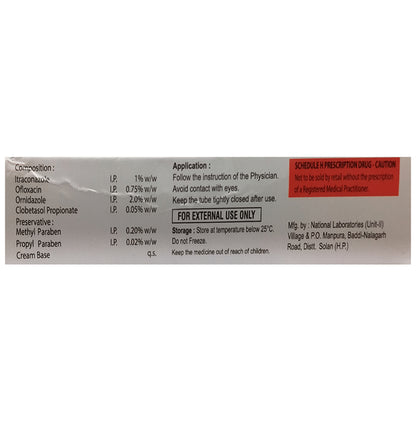 Composition :
Itraconazole I.P. 1% w/w
Ofloxacin I.P. 0.75% w/w
Ornidazole I.P. 2.0% w/w
Clobetasol Propionate I.P. 0.05% w/w
Preservative :
Methyl Paraben I.P. 0.20% w/w
Propyl Paraben I.P. 0.02% w/w
Cream Base q.s.
Application :
Follow the instruction of the Physician.
Avoid contact with eyes.
Keep the tube tightly closed after use.
FOR EXTERNAL USE ONLY
Storage : Store at temperature below 25°C.
Do not Freeze.
Keep the medicine out of reach of children.
SCHEDULE H PRESCRIPTION DRUG - CAUTION
Not to be sold by retail without the prescription
of a Registered Medical Practitioner.
Mfg. by : National Laboratories (Unit-II)
Village & P.O. Manpura, Baddi-Nalagarh
Road, Distt. Solan (H.P.)